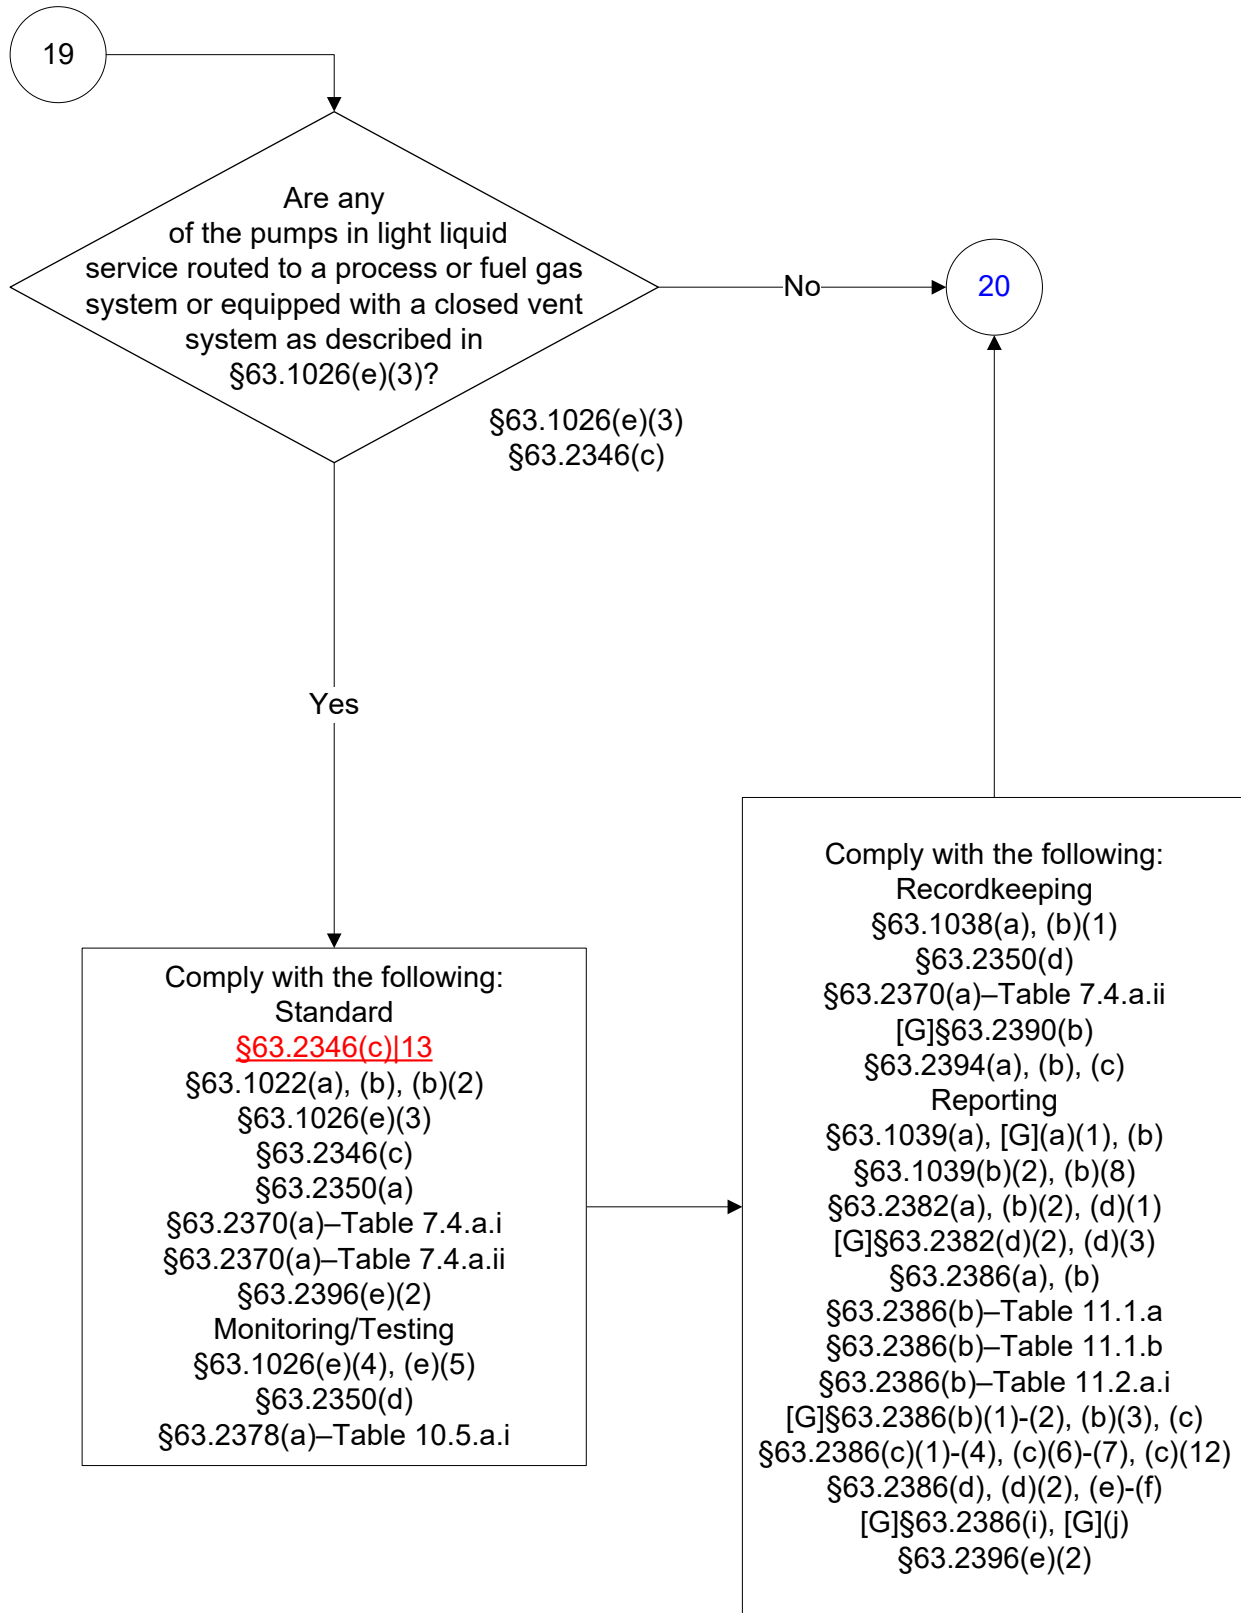 19
Are any
of the pumps in light liquid
service routed to a process or fuel gas
system or equipped with a closed vent
system as described in
§63.1026(e)(3)?
No
20
§63.1026(e)(3)
§63.2346(c)
Yes
Comply with the following:
Standard
§63.2346(c)|13
§63.1022(a), (b), (b)(2)
§63.1026(e)(3)
§63.2346(c)
§63.2350(a)
§63.2370(a)–Table 7.4.a.i
§63.2370(a)–Table 7.4.a.ii
§63.2396(e)(2)
Monitoring/Testing
§63.1026(e)(4), (e)(5)
§63.2350(d)
§63.2378(a)–Table 10.5.a.i
Comply with the following:
Recordkeeping
§63.1038(a), (b)(1)
§63.2350(d)
§63.2370(a)–Table 7.4.a.ii
[G]§63.2390(b)
§63.2394(a), (b), (c)
Reporting
§63.1039(a), [G](a)(1), (b)
§63.1039(b)(2), (b)(8)
§63.2382(a), (b)(2), (d)(1)
[G]§63.2382(d)(2), (d)(3)
§63.2386(a), (b)
§63.2386(b)–Table 11.1.a
§63.2386(b)–Table 11.1.b
§63.2386(b)–Table 11.2.a.i
[G]§63.2386(b)(1)-(2), (b)(3), (c)
§63.2386(c)(1)-(4), (c)(6)-(7), (c)(12)
§63.2386(d), (d)(2), (e)-(f)
[G]§63.2386(i), [G](j)
§63.2396(e)(2)